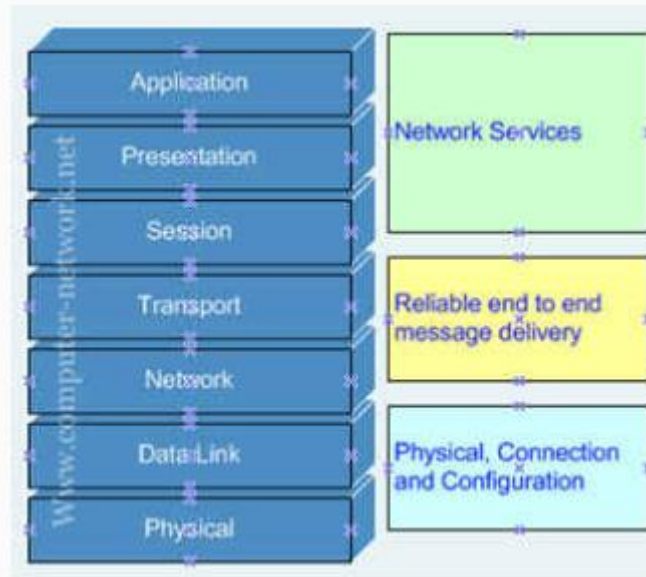 Application
Presentation
Session
Transport
Network
Data Link
Physical
Network Services
Reliable end to end
message delivery
Physical, Connection
and Configuration
Www.computer-network.net